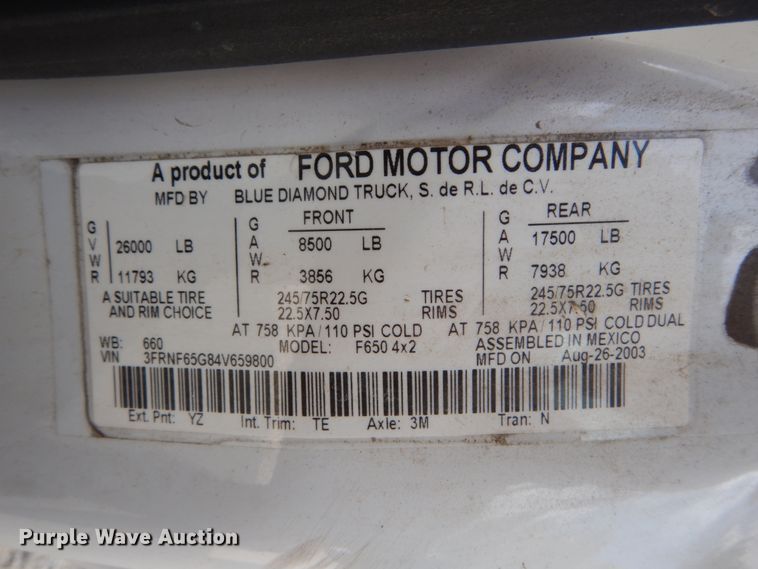 A product of FORD MOTOR COMPANY
MFD BY BLUE DIAMOND TRUCK, S. de R.L. de C.V.
GVWR 26000 LB 11793 KG
FRONT
GAWR 8500 LB 3856 KG
REAR
GAWR 17500 LB 7938 KG
A SUITABLE TIRE 245/75R22.5G TIRES 245/75R22.5G TIRES
AND RIM CHOICE 22.5X7.50 RIMS 22.5X7.50 RIMS
AT 758 KPA/110 PSI COLD AT 758 KPA/110 PSI COLD DUAL
WB: 660 MODEL: F650 4x2 ASSEMBLED IN MEXICO
VIN 3FRNF65G84V659800 MFD ON Aug-26-2003
Ext. Pnt: YZ Int. Trim: TE Axle: 3M Tran: N
Purple Wave Auction